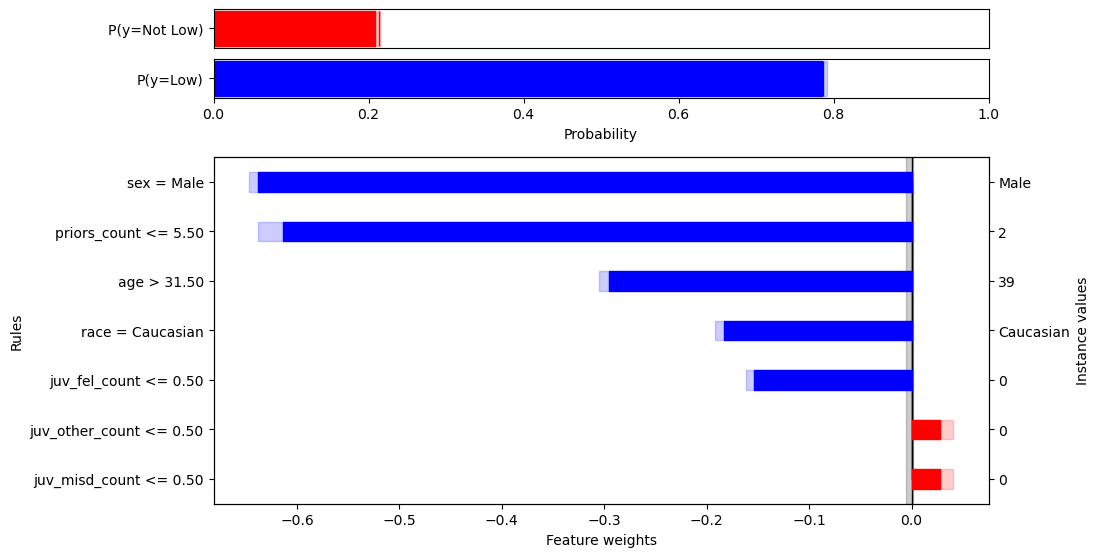 P(y=Not Low)
P(y=Low)
0.0 0.2 0.4 0.6 0.8 1.0
Probability
sex = Male Male
priors_count <= 5.50 2
age > 31.50 39
race = Caucasian Caucasian
juv_fel_count <= 0.50 0
juv_other_count <= 0.50 0
juv_misd_count <= 0.50 0
Rules
Instance values
−0.6 −0.5 −0.4 −0.3 −0.2 −0.1 0.0
Feature weights